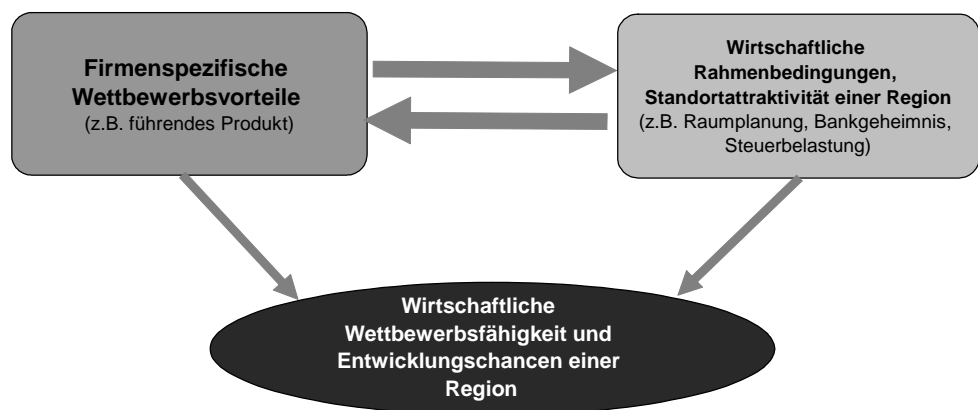 Firmenspezifische
Wettbewerbsvorteile
(z.B. führendes Produkt)
Wirtschaftliche
Rahmenbedingungen,
Standortattraktivität einer Region
(z.B. Raumplanung, Bankgeheimnis,
Steuerbelastung)
Wirtschaftliche
Wettbewerbsfähigkeit und
Entwicklungschancen einer
Region